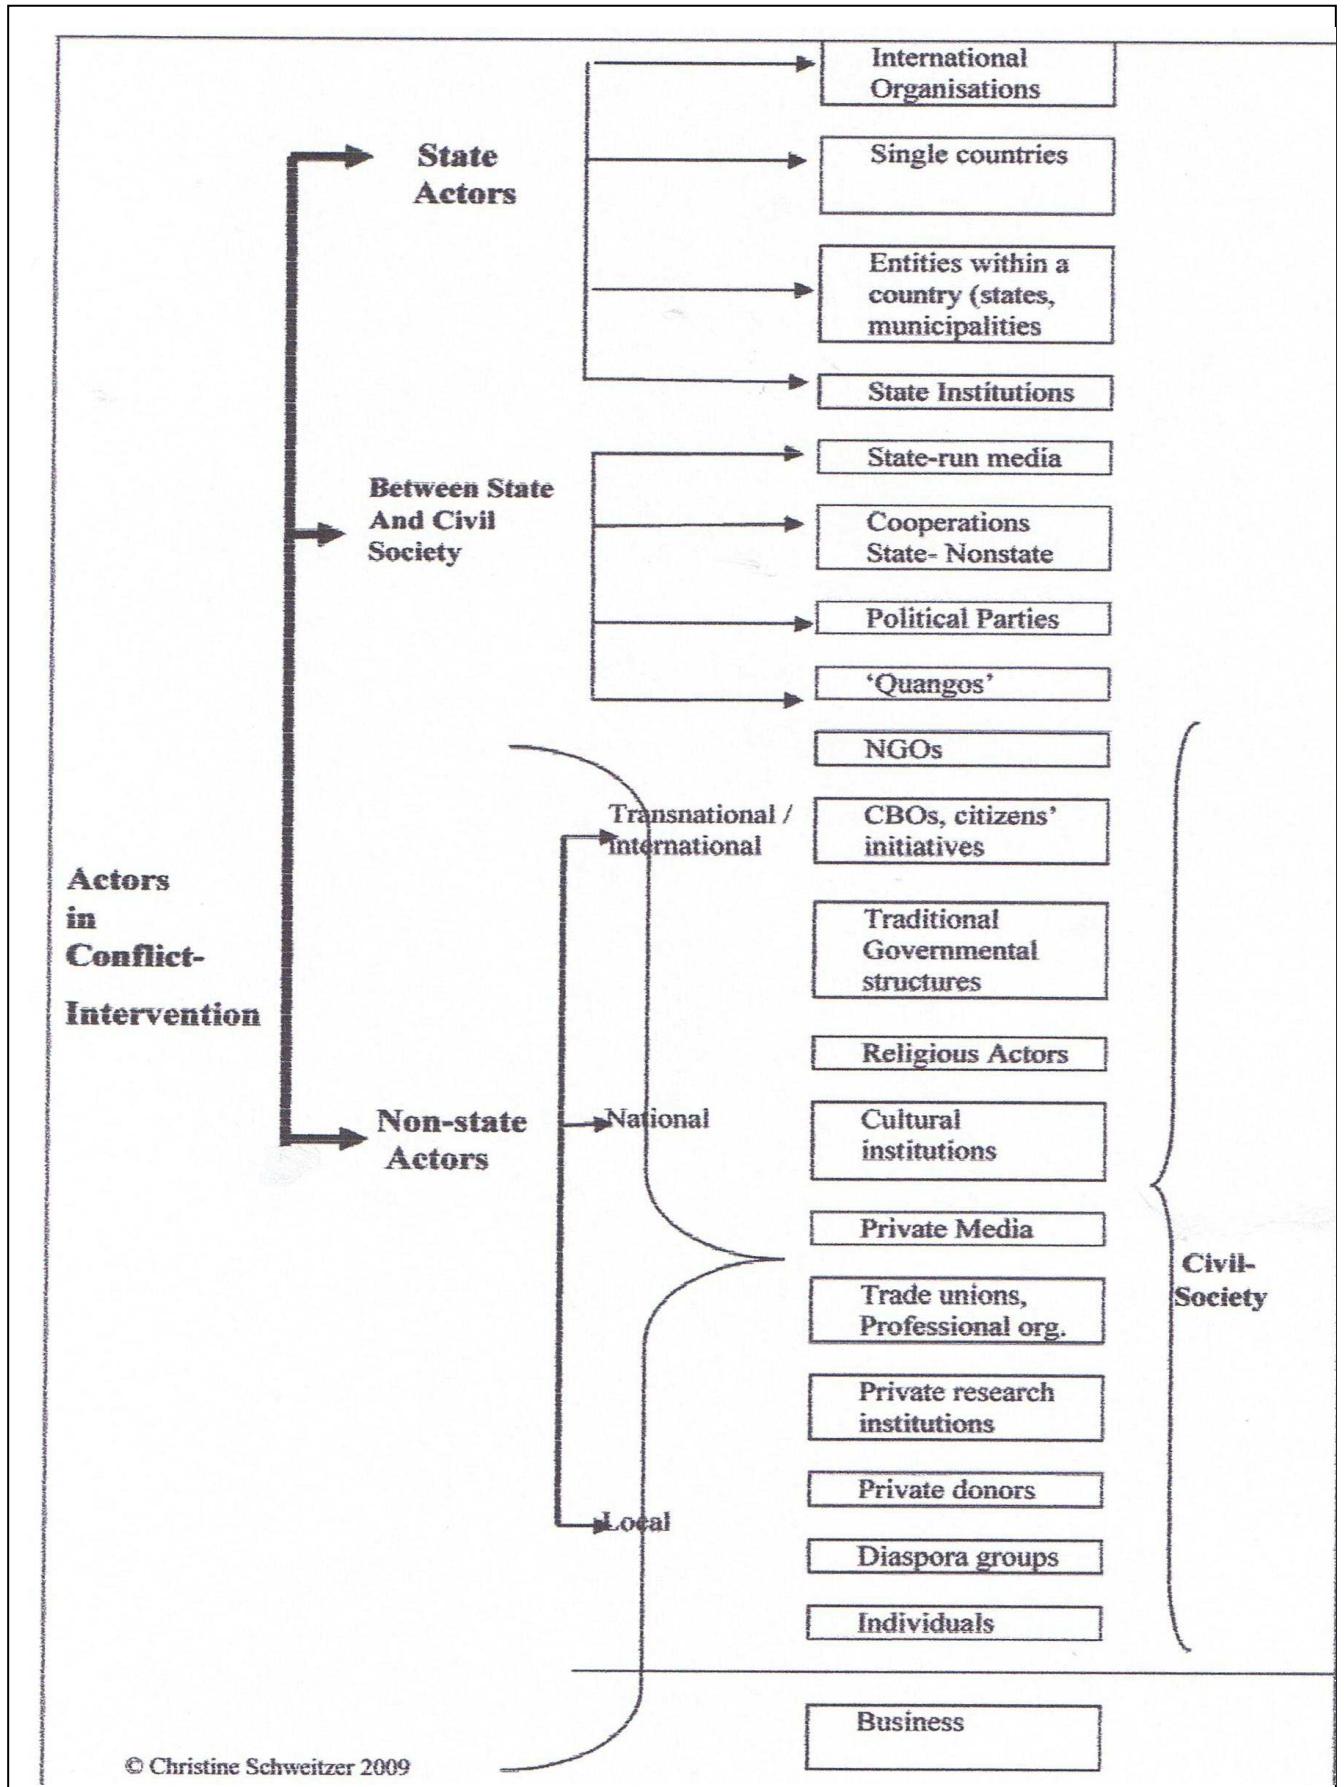 International
Organisations
Single countries
State
Actors
Entities within a
country (states,
municipalities
State Institutions
State-run media
Between State
And Civil
Society
Cooperations
State- Nonstate
Political Parties
‘Quangos’
NGOs
Transnational /
International
CBOs, citizens’
initiatives
Actors
in
Conflict-
Intervention
Traditional
Governmental
structures
Religious Actors
Non-state
Actors
National
Cultural
institutions
Private Media
Civil-
Society
Trade unions,
Professional org.
Private research
institutions
Private donors
Local
Diaspora groups
Individuals
Business
© Christine Schweitzer 2009